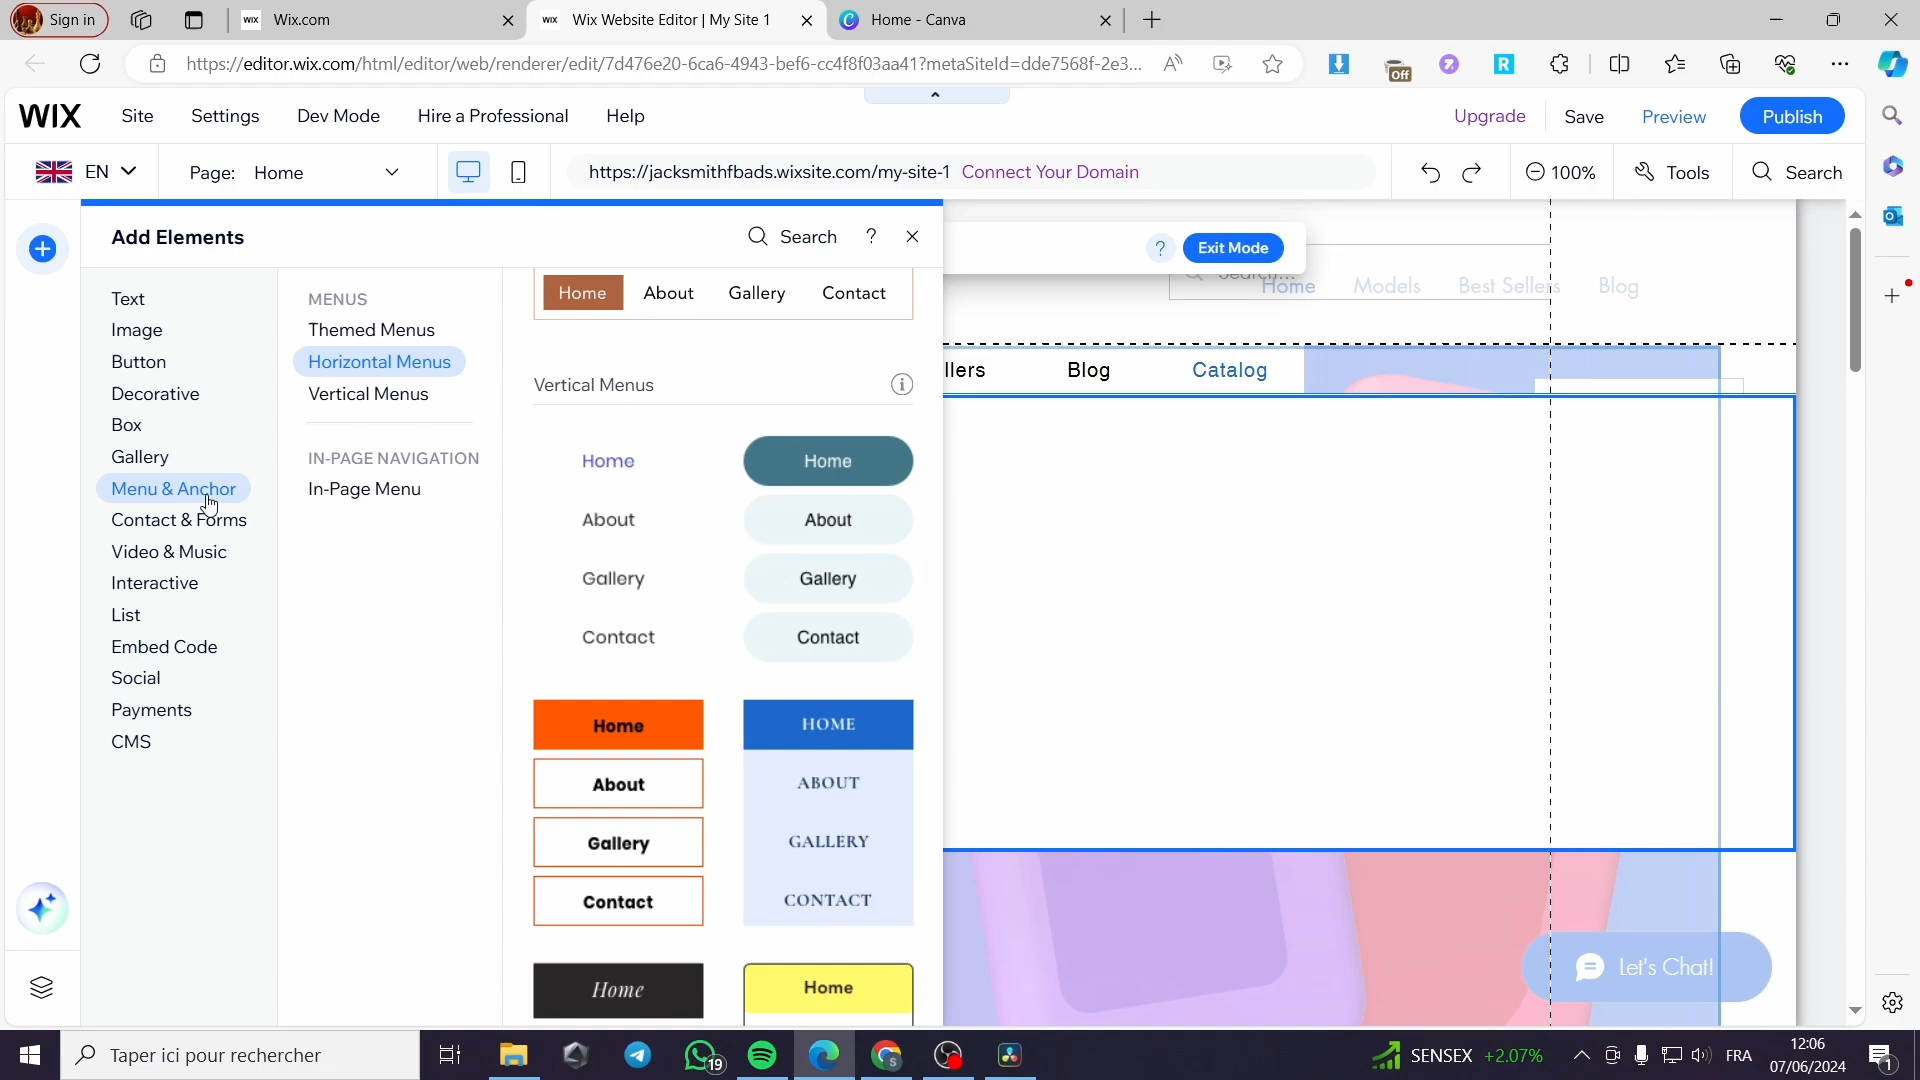 Sign in
WIX Wix.com
WIX Wix Website Editor | My Site 1
Home - Canva
https://editor.wix.com/html/editor/web/renderer/edit/7d476e20-6ca6-4943-bef6-cc4f8f03aa41?metaSiteId=dde7568f-2e3...
Off
WIX Site Settings Dev Mode Hire a Professional Help
Upgrade Save Preview Publish
EN Page: Home
https://jacksmithfbads.wixsite.com/my-site-1 Connect Your Domain
100% Tools Search
Add Elements
Search ?
? Exit Mode
Search...
Home Models Best Sellers Blog
llers Blog Catalog
Text
Image
Button
Decorative
Box
Gallery
Menu & Anchor
Contact & Forms
Video & Music
Interactive
List
Embed Code
Social
Payments
CMS
MENUS
Themed Menus
Horizontal Menus
Vertical Menus
IN-PAGE NAVIGATION
In-Page Menu
Home About Gallery Contact
Vertical Menus
Home
About
Gallery
Contact
Home
About
Gallery
Contact
Home
About
Gallery
Contact
HOME
ABOUT
GALLERY
CONTACT
Home
Home
Let's Chat!
Taper ici pour rechercher
19
SENSEX +2.07%
FRA
12:06
07/06/2024
1